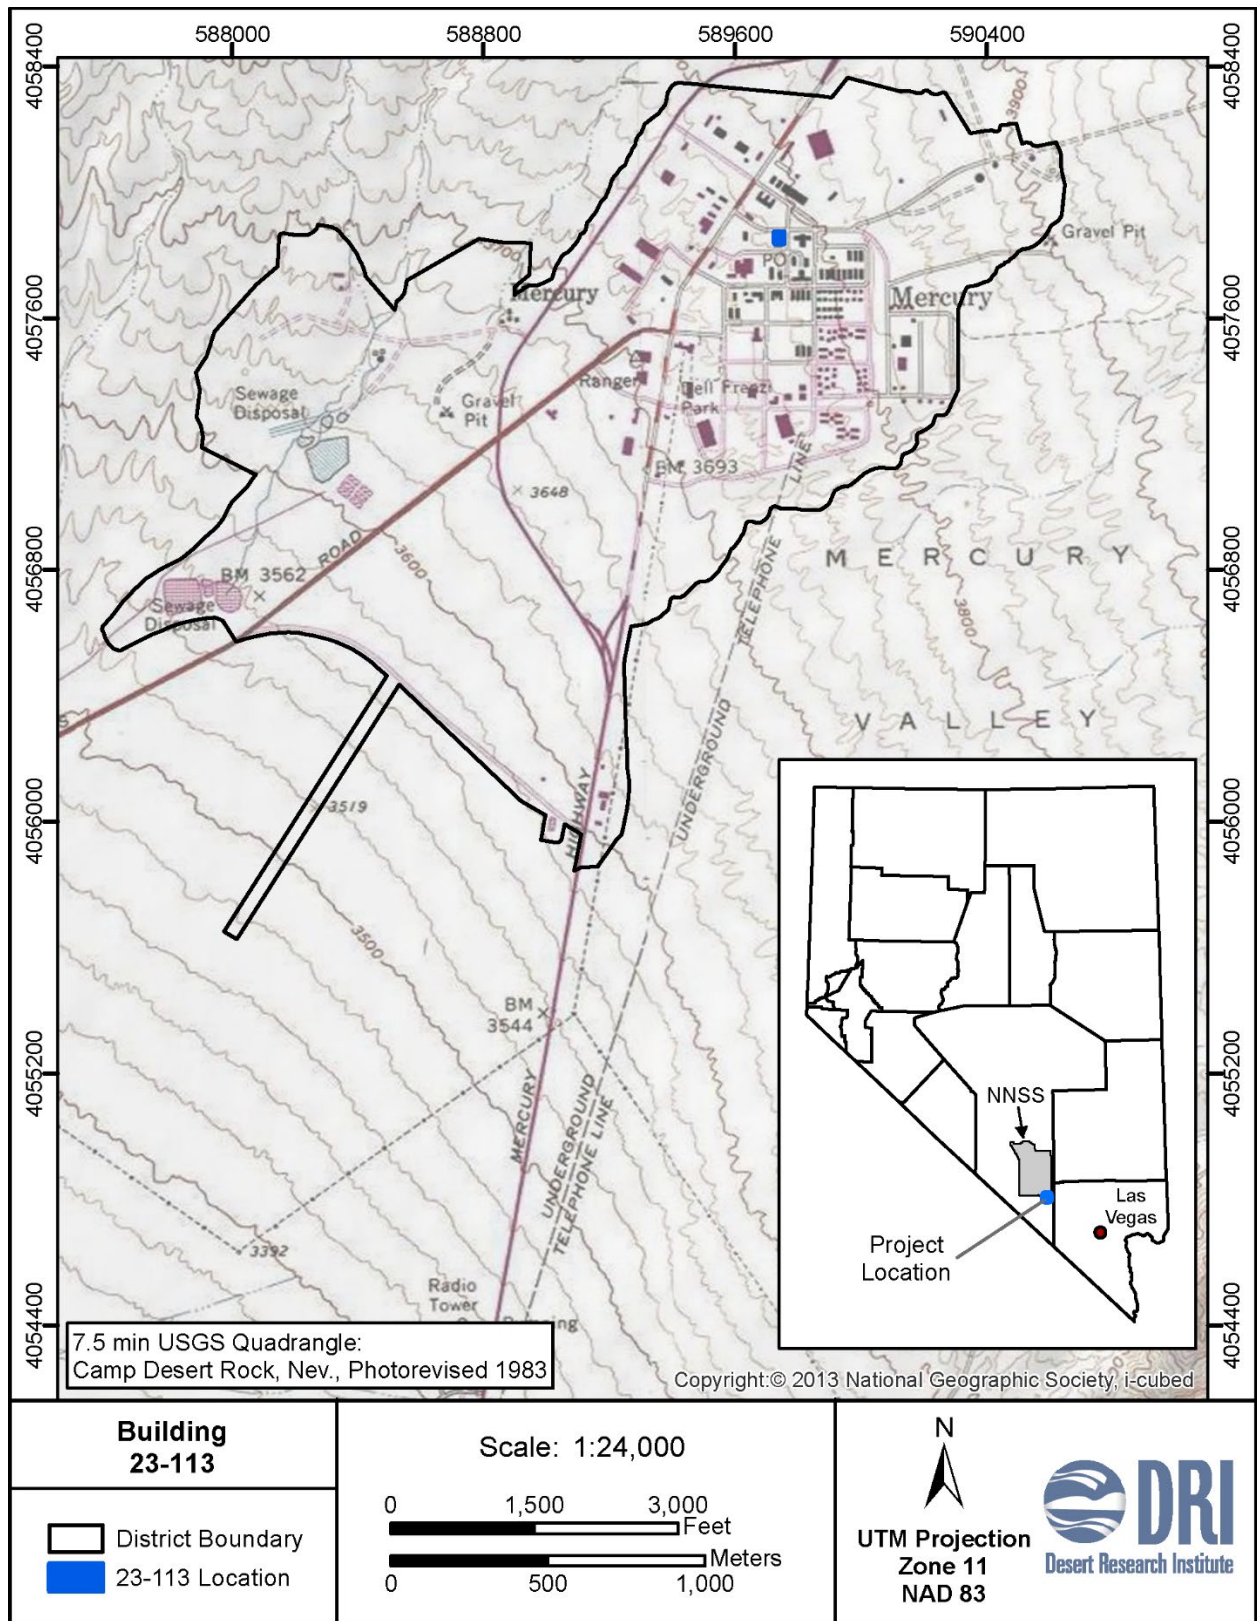 588000
588800
589600
590400
4058400
4058400
3900
Gravel Pit
3700
PO
Mercury
Mercury
4057600
4057600
Ranger
Sewage
Disposal
Gravel
Pit
Park
BM 3693
3648
LINE
TELEPHONE
UNDERGROUND
ROAD
3600
MERCURY
4056800
4056800
BM 3562
Sewage
Disposal
3800
VALLEY
3519
HIGHWAY
4056000
4056000
3500
BM
3544
4055200
4055200
MERCURY
UNDERGROUND
TELEPHONE LINE
NNSS
Las
Vegas
Project
Location
3392
Radio
Tower
4054400
4054400
7.5 min USGS Quadrangle:
Camp Desert Rock, Nev., Photorevised 1983
Copyright:© 2013 National Geographic Society, i-cubed
Building
23-113
District Boundary
23-113 Location
Scale: 1:24,000
0 1,500 3,000
Feet
Meters
0 500 1,000
N
UTM Projection
Zone 11
NAD 83
DRI
Desert Research Institute